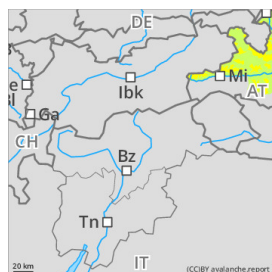 DE
Mi
AT
Ibk
Ga
CH
Bz
Tn
IT
20 km
(CC)BY avalanche.report